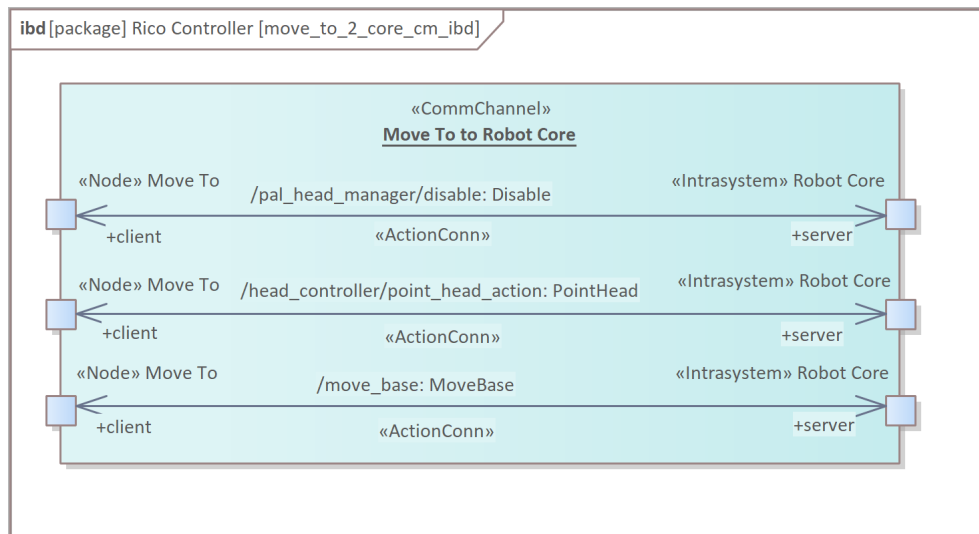 ibd [package] Rico Controller [move_to_2_core_cm_ibd]
«CommChannel»
Move To to Robot Core
«Node» Move To
/pal_head_manager/disable: Disable
«Intrasystem» Robot Core
+client
«ActionConn»
+server
«Node» Move To
/head_controller/point_head_action: PointHead
«Intrasystem» Robot Core
+client
«ActionConn»
+server
«Node» Move To
/move_base: MoveBase
«Intrasystem» Robot Core
+client
«ActionConn»
+server